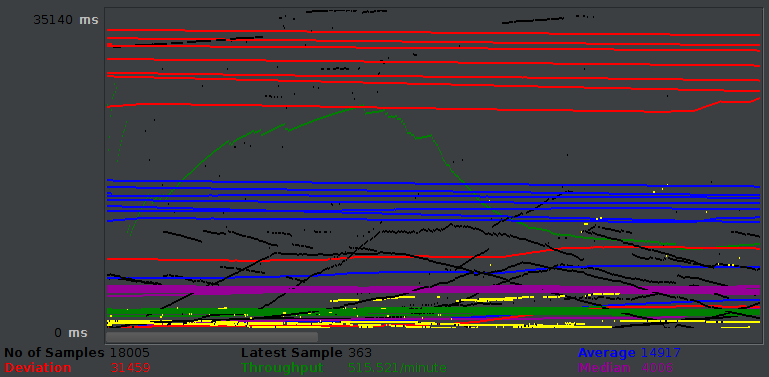 35140 ms
0 ms
No of Samples 18005 Latest Sample 363 Average 14917
Deviation 31459 Throughput 515.521/minute Median